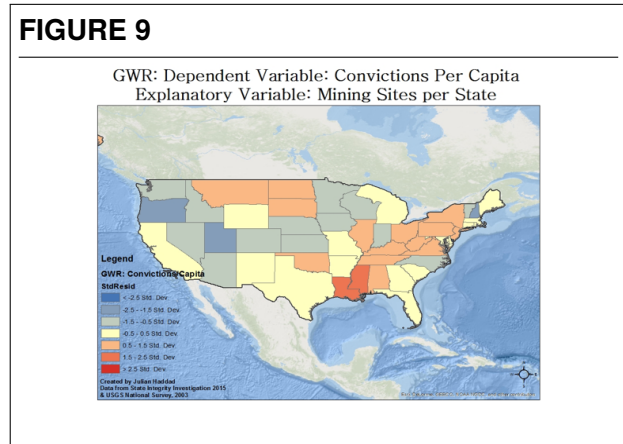 FIGURE 9
GWR: Dependent Variable: Convictions Per Capita
Explanatory Variable: Mining Sites per State
Legend
GWR: Convictions/Capita
StdResid
< -2.5 Std. Dev.
-2.5 - -1.5 Std. Dev.
-1.5 - -0.5 Std. Dev.
-0.5 - 0.5 Std. Dev.
0.5 - 1.5 Std. Dev.
1.5 - 2.5 Std. Dev.
> 2.5 Std. Dev.
Created by Julian Haddad
Data from State Integrity Investigation 2015
& USGS National Survey, 2003